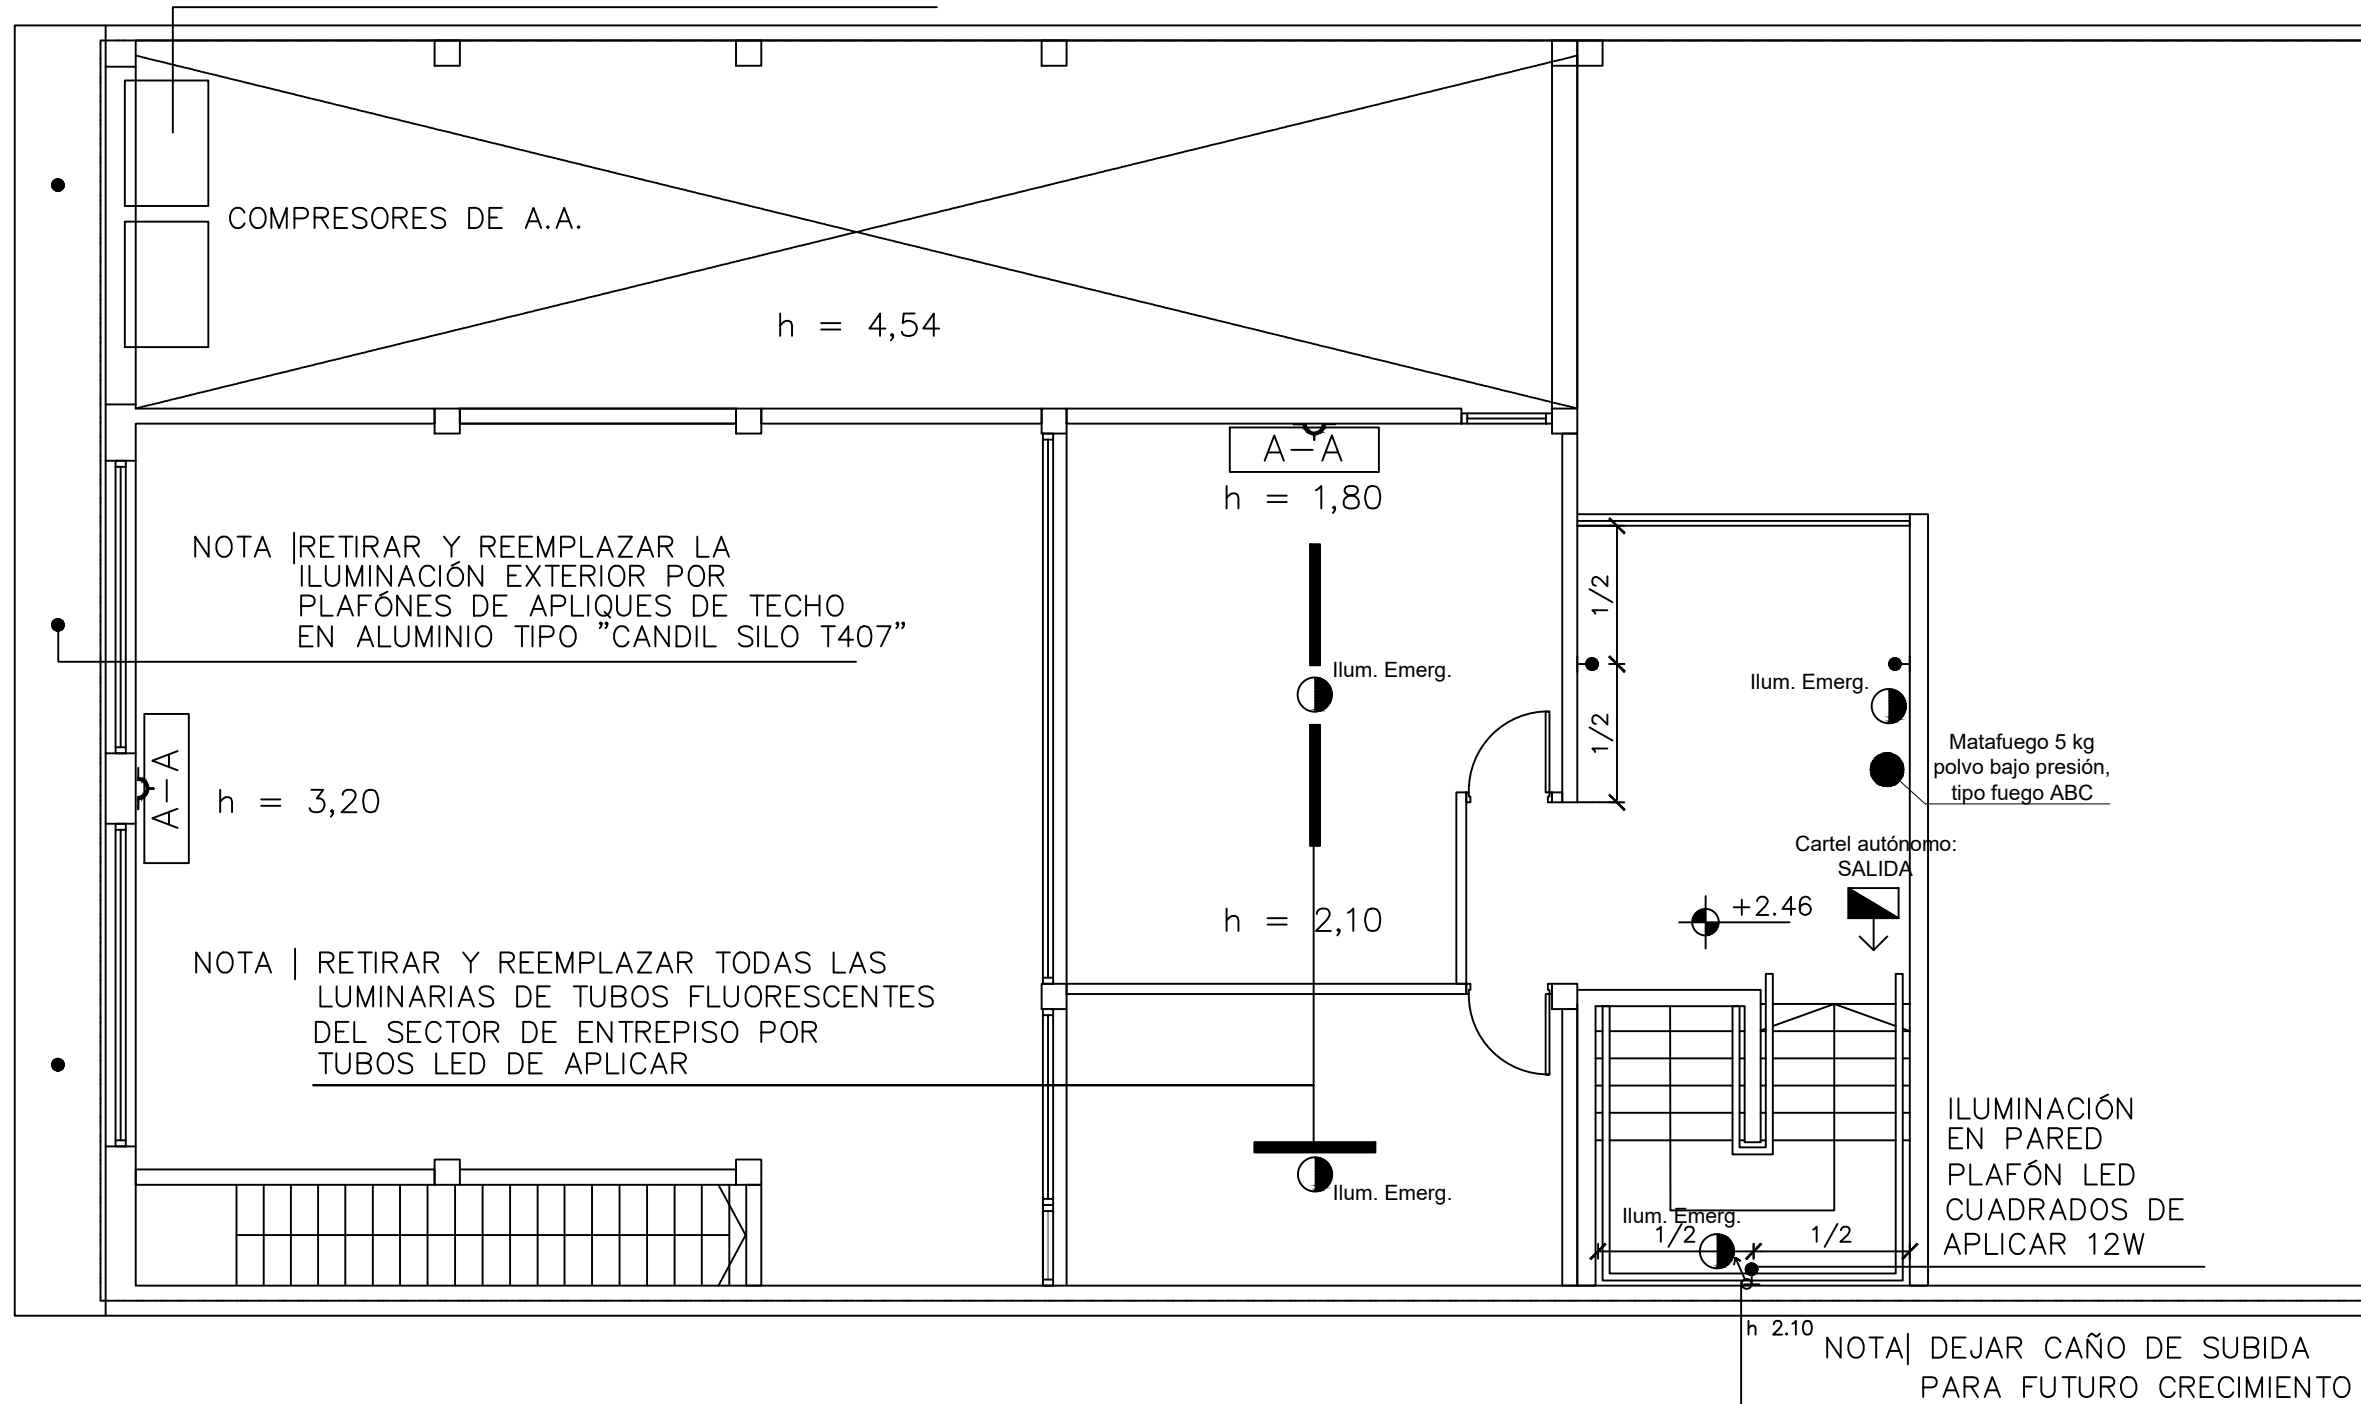 COMPRESORES DE A.A.
h = 4,54
A-A
h = 1,80
NOTA |RETIRAR Y REEMPLAZAR LA
ILUMINACIÓN EXTERIOR POR
PLAFÓNES DE APLIQUES DE TECHO
EN ALUMINIO TIPO "CANDIL SILO T407"
1/2
1/2
Ilum. Emerg.
Ilum. Emerg.
Matafuego 5 kg
polvo bajo presión,
tipo fuego ABC
A-A
h = 3,20
Cartel autónomo:
SALIDA
+2.46
h = 2,10
NOTA | RETIRAR Y REEMPLAZAR TODAS LAS
LUMINARIAS DE TUBOS FLUORESCENTES
DEL SECTOR DE ENTREPISO POR
TUBOS LED DE APLICAR
Ilum. Emerg.
ILUMINACIÓN
EN PARED
PLAFÓN LED
CUADRADOS DE
APLICAR 12W
Ilum. Emerg.
1/2
1/2
h 2.10
NOTA| DEJAR CAÑO DE SUBIDA
PARA FUTURO CRECIMIENTO